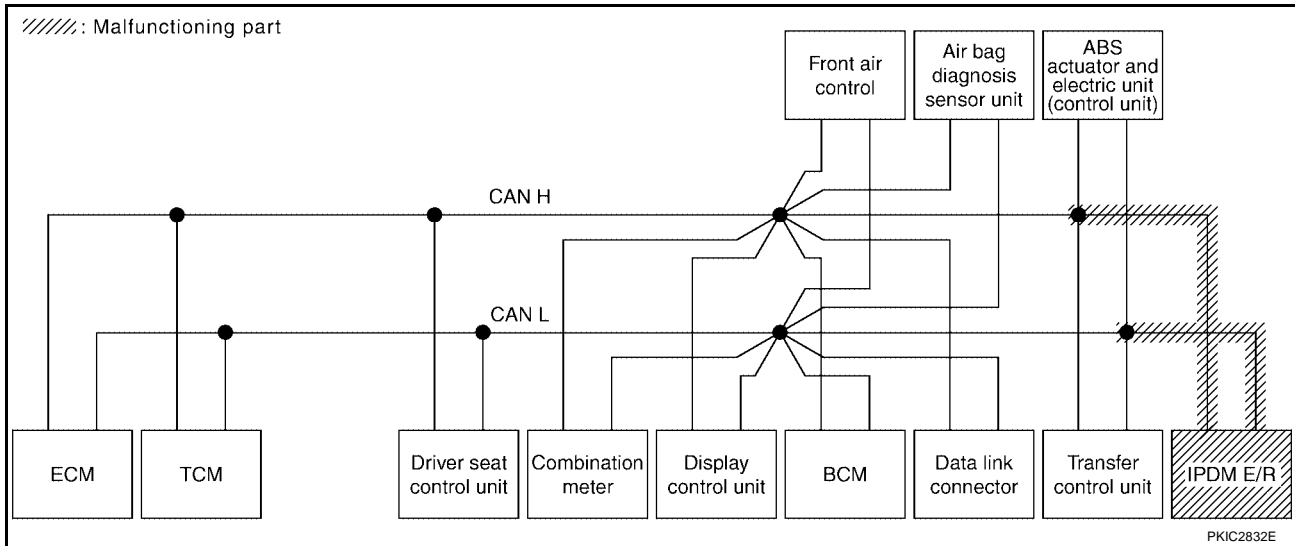 : Malfunctioning part
Front air
control
Air bag
diagnosis
sensor unit
ABS
actuator and
electric unit
(control unit)
CAN H
CAN L
ECM
TCM
Driver seat
control unit
Combination
meter
Display
control unit
BCM
Data link
connector
Transfer
control unit
IPDM E/R
PKIC2832E